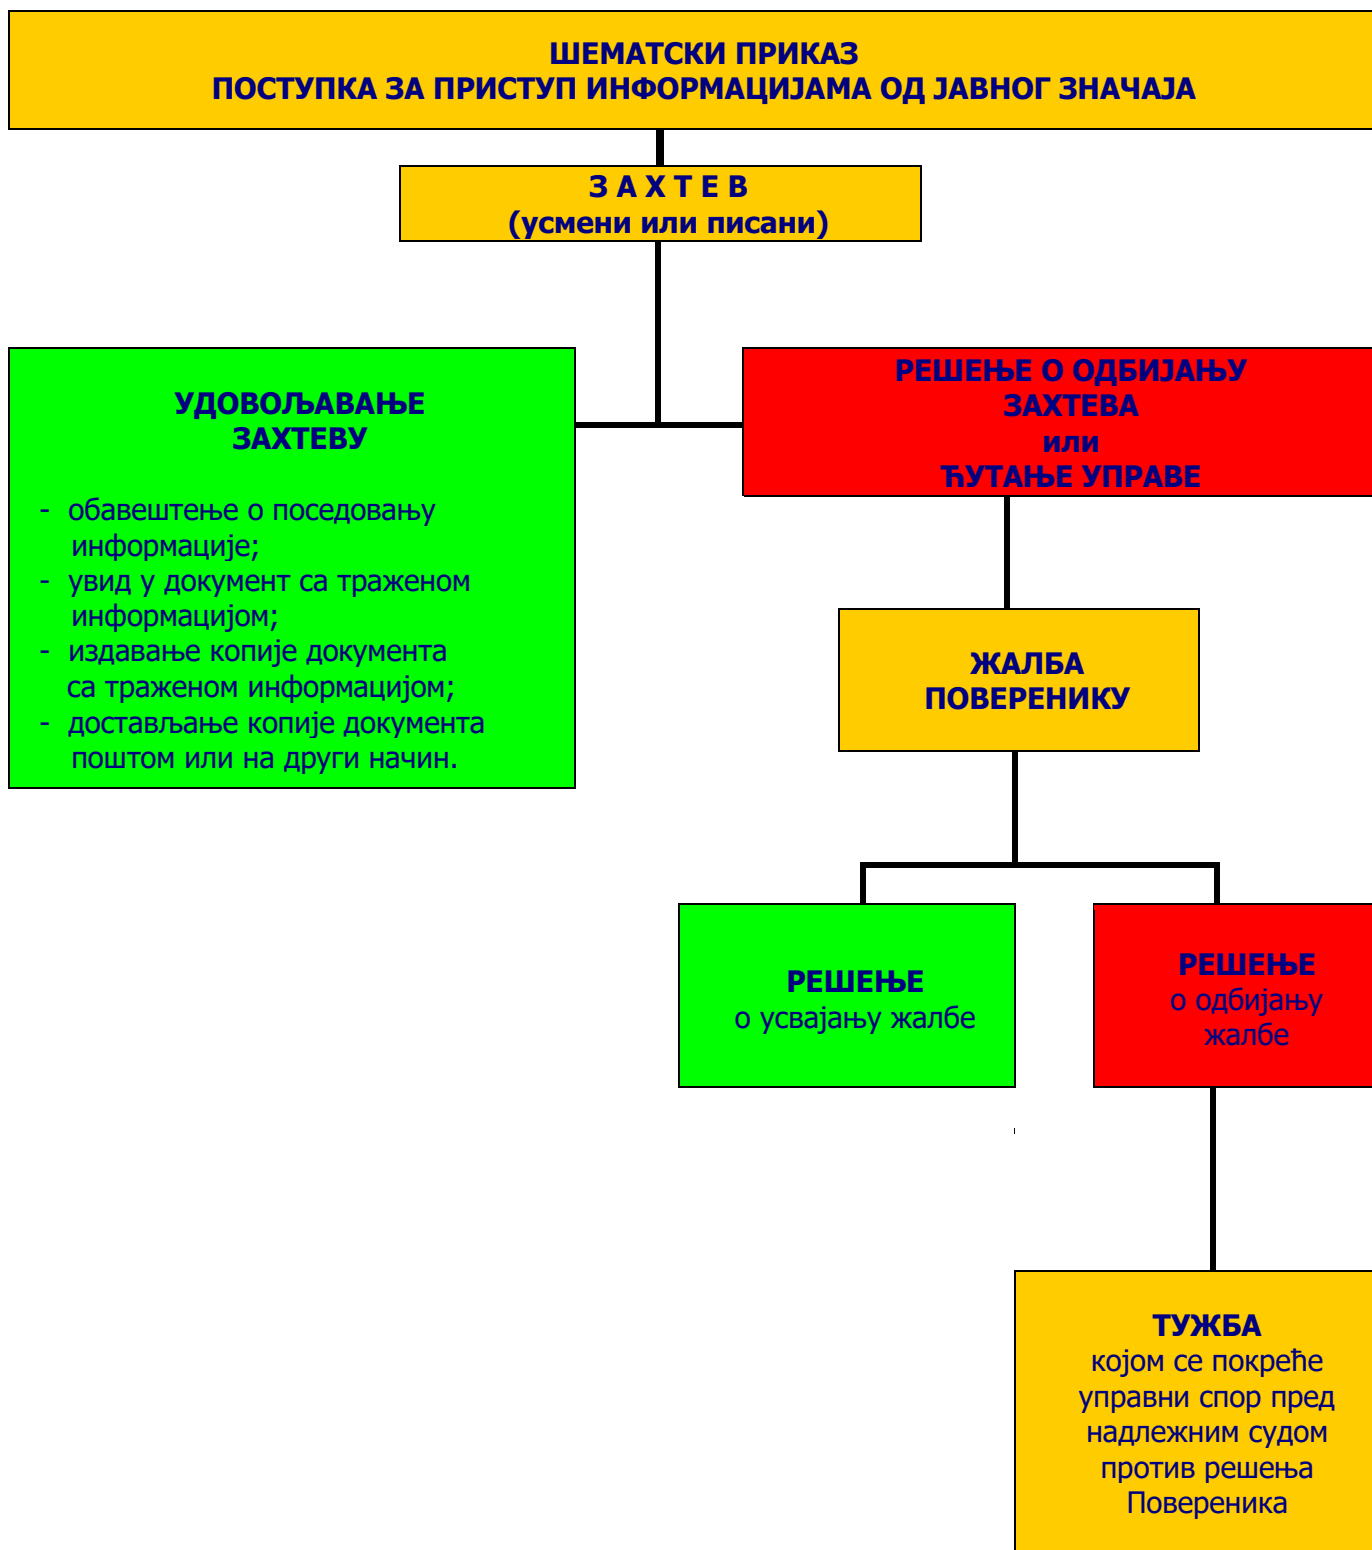 ШЕМАТСКИ ПРИКАЗ
ПОСТУПКА ЗА ПРИСТУП ИНФОРМАЦИЈАМА ОД ЈАВНОГ ЗНАЧАЈА
З А Х Т Е В
(усмени или писани)
УДОВОЉАВАЊЕ
ЗАХТЕВУ
- обавештење о поседовању
информације;
- увид у документ са траженом
информацијом;
- издавање копије документа
са траженом информацијом;
- достављање копије документа
поштом или на други начин.
РЕШЕЊЕ О ОДБИЈАЊУ
ЗАХТЕВА
или
ЋУТАЊЕ УПРАВЕ
ЖАЛБА
ПОВЕРЕНИКУ
РЕШЕЊЕ
о усвајању жалбе
РЕШЕЊЕ
о одбијању
жалбе
ТУЖБА
којом се покреће
управни спор пред
надлежним судом
против решења
Повереника